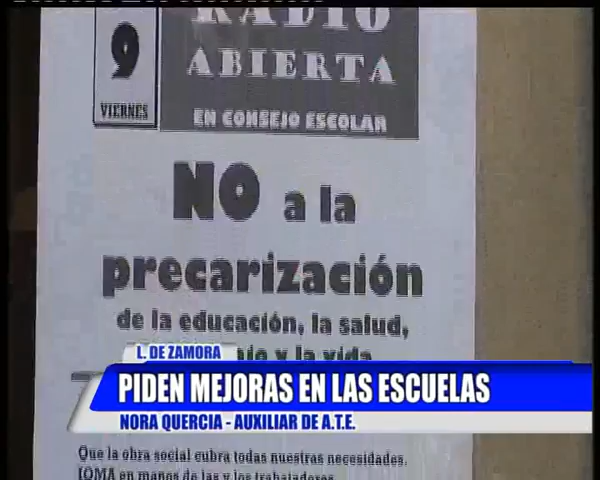 9
VIERNES
RADIO
ABIERTA
EN CONSEJO ESCOLAR
NO a la
precarización
de la educación, la salud,
y la vida
L. DE ZAMORA
PIDEN MEJORAS EN LAS ESCUELAS
NORA QUERCIA - AUXILIAR DE A.T.E.
Que la obra social cubra todas nuestras necesidades.
IOMA en manos de las y los trabajadores